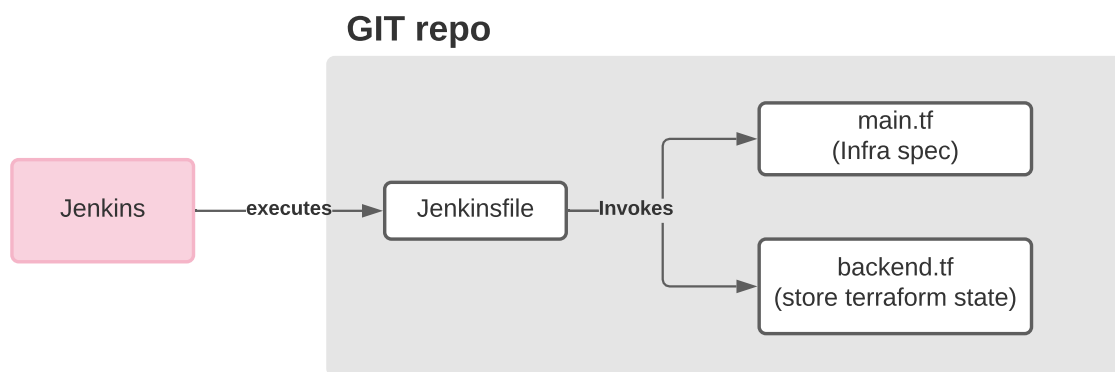 GIT repo
main.tf
(Infra spec)
Jenkins
executes
Jenkinsfile
Invokes
backend.tf
(store terraform state)